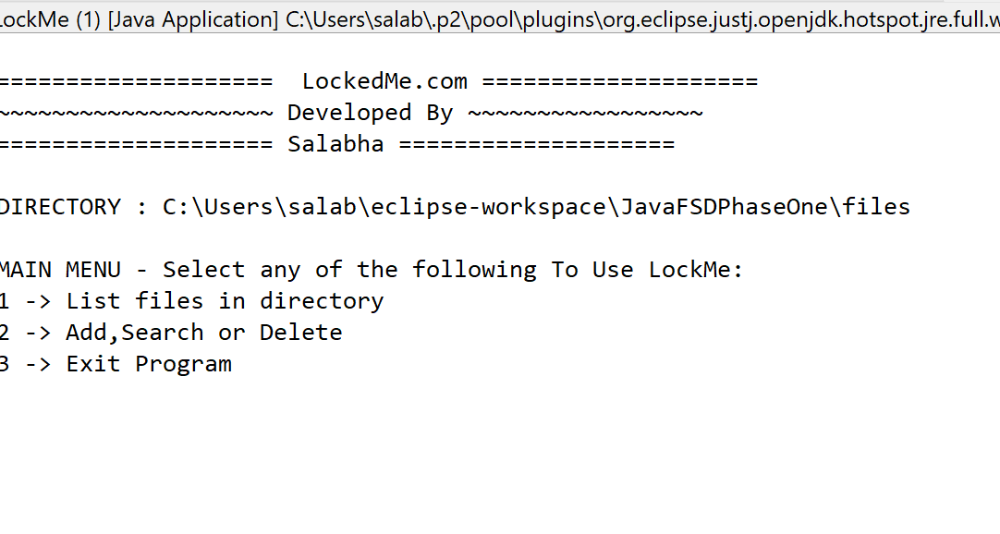 LockMe (1) [Java Application] C:\Users\salab\.p2\pool\plugins\org.eclipse.justj.openjdk.hotspot.jre.full.w
====================  LockedMe.com ====================
~~~~~~~~~~~~~~~~~~~~ Developed By ~~~~~~~~~~~~~~~~~
==================== Salabha ====================
DIRECTORY : C:\Users\salab\eclipse-workspace\JavaFSDPhaseOne\files
MAIN MENU - Select any of the following To Use LockMe:
1 -> List files in directory
2 -> Add,Search or Delete
3 -> Exit Program